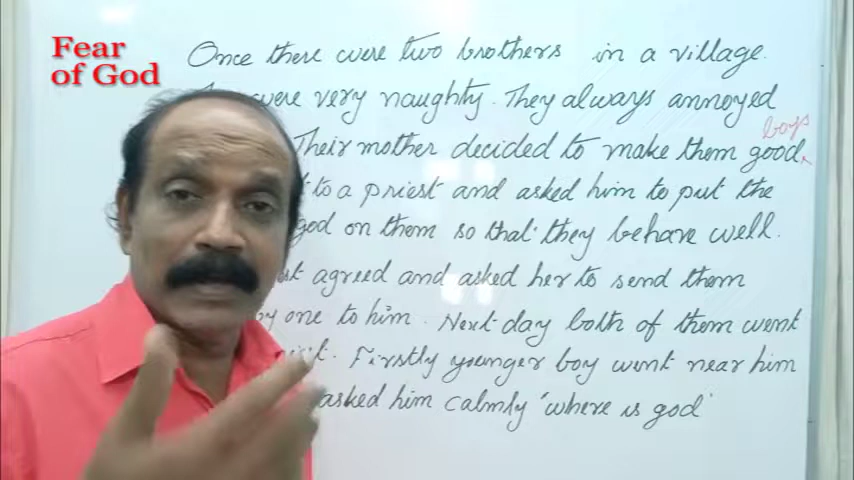 Fear
of God
Once there were two brothers in a village.
were very naughty. They always annoyed
boys
Their mother decided to make them good
to a priest and asked him to put the
god on them so that they behave well.
agreed and asked her to send them
one to him. Next day both of them went
Firstly younger boy went near him
asked him calmly 'where is god'